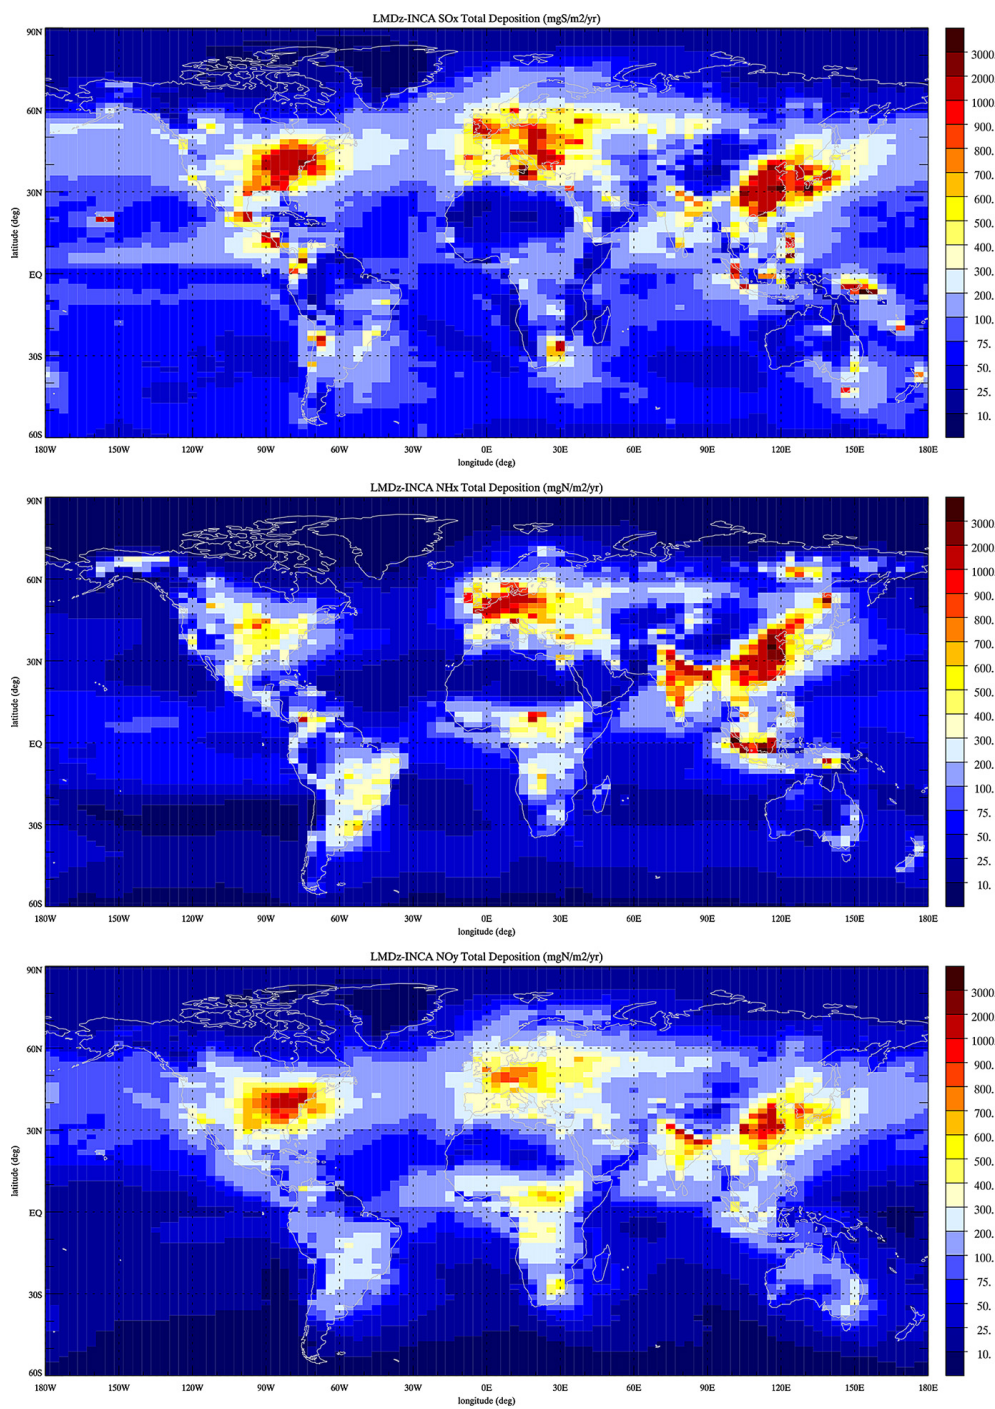 LMDz-INCA SOx Total Deposition (mgS/m2/yr)
90N
60N
30N
EQ
30S
60S
latitude (deg)
180W 150W 120W 90W 60W 30W 0E 30E 60E 90E 120E 150E 180E
longitude (deg)
3000
2000
1000
900.
800.
700.
600.
500.
400.
300.
200.
100.
75.
50.
25.
10.
LMDz-INCA NHx Total Deposition (mgN/m2/yr)
90N
60N
30N
EQ
30S
60S
latitude (deg)
180W 150W 120W 90W 60W 30W 0E 30E 60E 90E 120E 150E 180E
longitude (deg)
3000
2000
1000
900.
800.
700.
600.
500.
400.
300.
200.
100.
75.
50.
25.
10.
LMDz-INCA NOy Total Deposition (mgN/m2/yr)
90N
60N
30N
EQ
30S
60S
latitude (deg)
180W 150W 120W 90W 60W 30W 0E 30E 60E 90E 120E 150E 180E
longitude (deg)
3000
2000
1000
900.
800.
700.
600.
500.
400.
300.
200.
100.
75.
50.
25.
10.